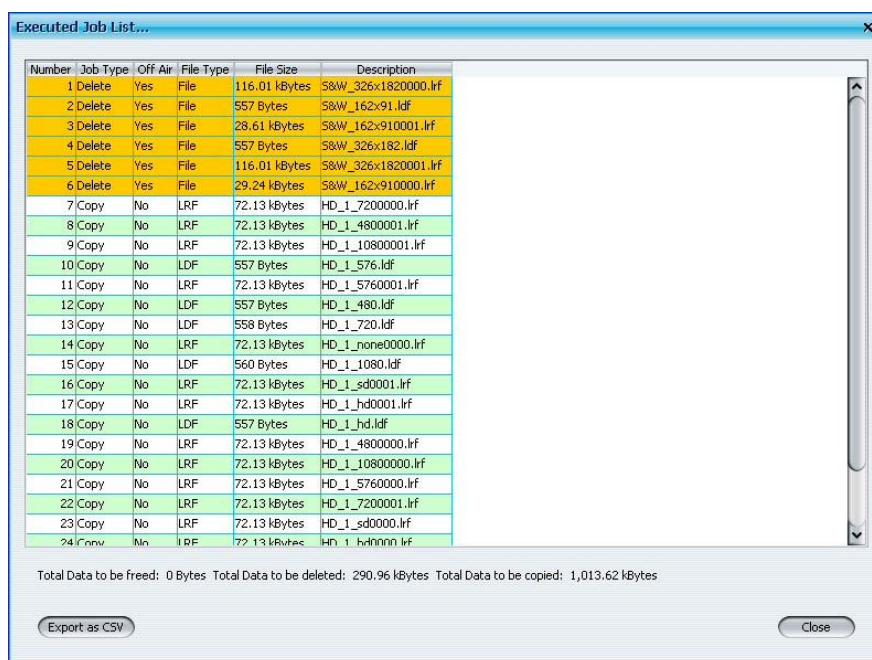 Executed Job List...
Number Job Type Off Air File Type File Size Description
1 Delete Yes File 116.01 kBytes S&W_326x1820000.lrf
2 Delete Yes File 557 Bytes S&W_162x91.ldf
3 Delete Yes File 28.61 kBytes S&W_162x910001.lrf
4 Delete Yes File 557 Bytes S&W_326x182.ldf
5 Delete Yes File 116.01 kBytes S&W_326x1820001.lrf
6 Delete Yes File 29.24 kBytes S&W_162x910000.lrf
7 Copy No LRF 72.13 kBytes HD_1_7200000.lrf
8 Copy No LRF 72.13 kBytes HD_1_4800001.lrf
9 Copy No LRF 72.13 kBytes HD_1_10800001.lrf
10 Copy No LDF 557 Bytes HD_1_576.ldf
11 Copy No LRF 72.13 kBytes HD_1_5760001.lrf
12 Copy No LDF 557 Bytes HD_1_480.ldf
13 Copy No LDF 558 Bytes HD_1_720.ldf
14 Copy No LRF 72.13 kBytes HD_1_none0000.lrf
15 Copy No LDF 560 Bytes HD_1_1080.ldf
16 Copy No LRF 72.13 kBytes HD_1_sd0001.lrf
17 Copy No LRF 72.13 kBytes HD_1_hd0001.lrf
18 Copy No LDF 557 Bytes HD_1_hd.ldf
19 Copy No LRF 72.13 kBytes HD_1_4800000.lrf
20 Copy No LRF 72.13 kBytes HD_1_10800000.lrf
21 Copy No LRF 72.13 kBytes HD_1_5760000.lrf
22 Copy No LRF 72.13 kBytes HD_1_7200001.lrf
23 Copy No LRF 72.13 kBytes HD_1_sd0000.lrf
24 Copy No LRF 72.13 kBytes HD_1_hd0000.lrf
Total Data to be freed: 0 Bytes Total Data to be deleted: 290.96 kBytes Total Data to be copied: 1,013.62 kBytes
Export as CSV Close